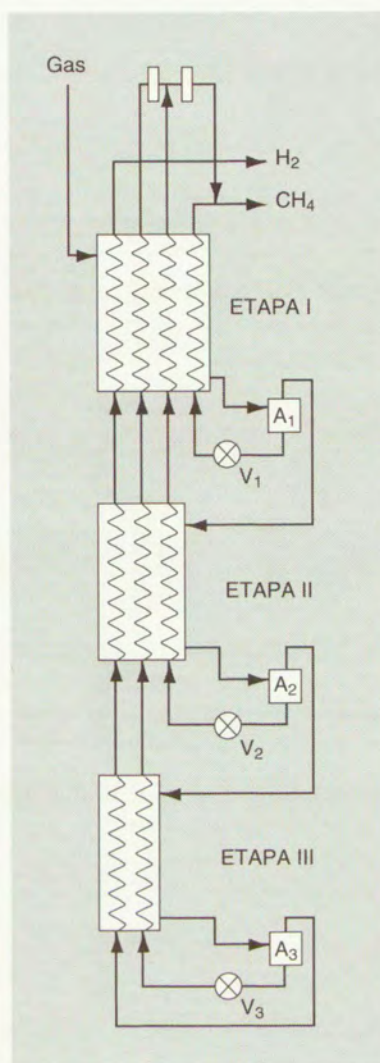 Gas
H₂
CH₄
ETAPA I
A₁
V₁
ETAPA II
A₂
V₂
ETAPA III
A₃
V₃